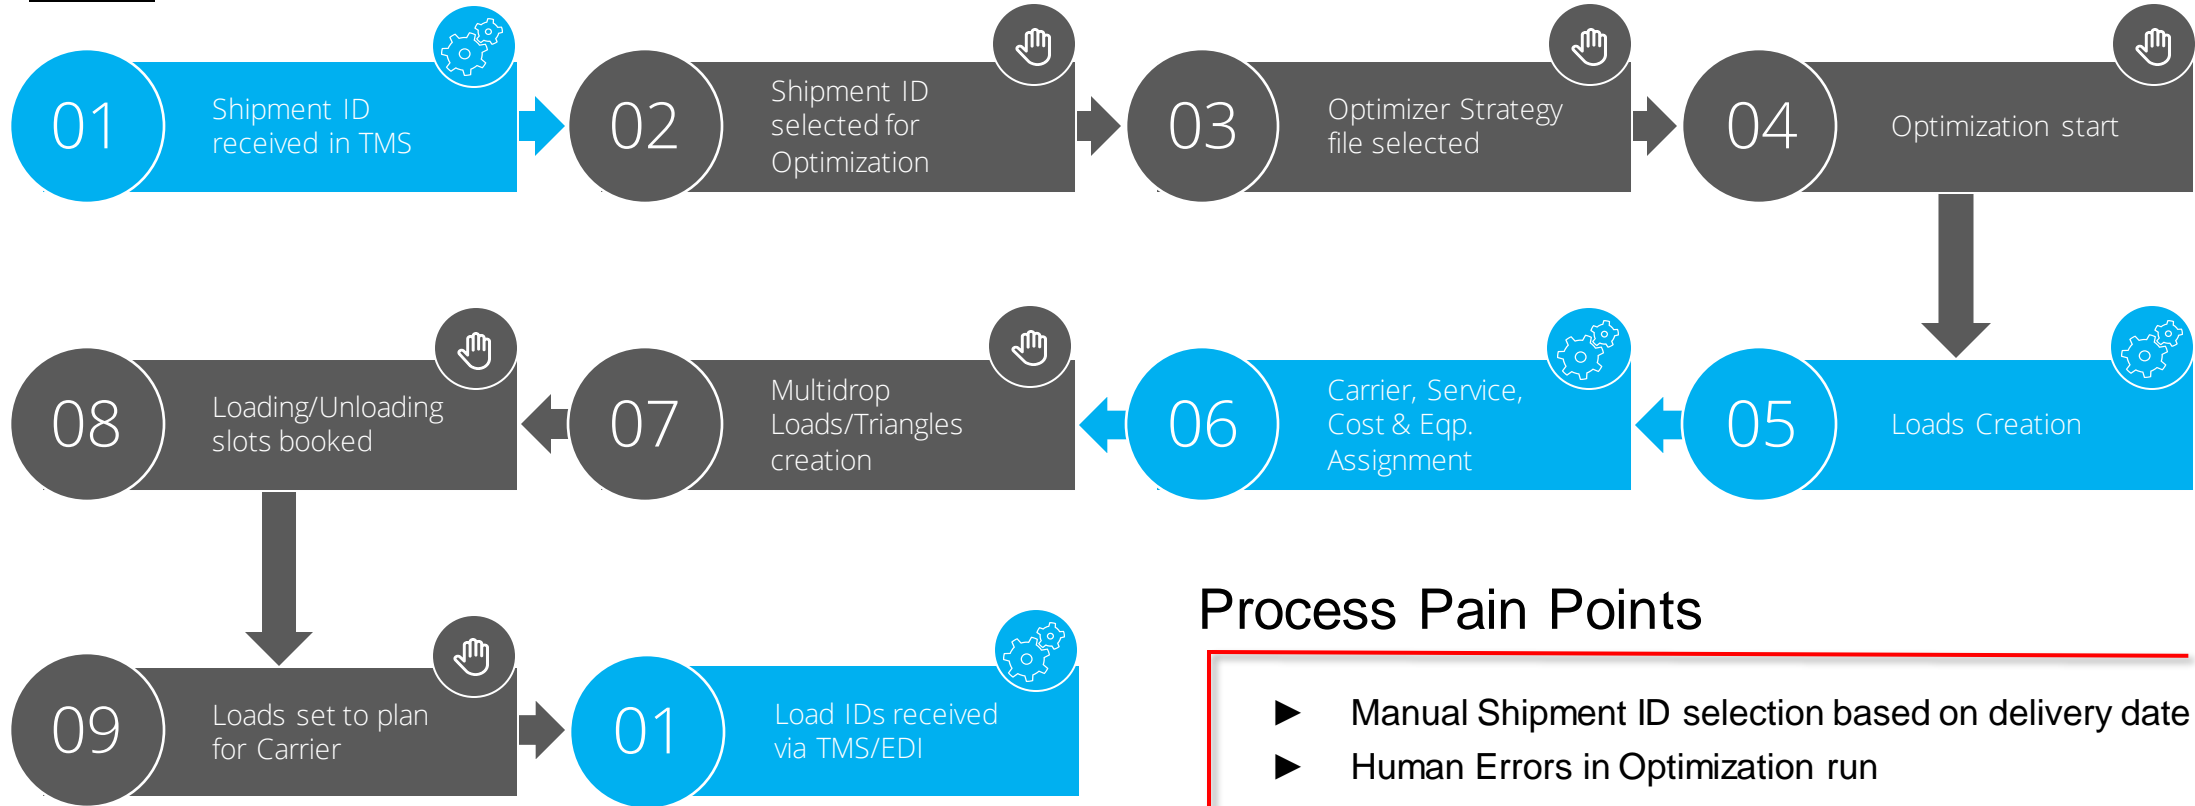 01
Shipment ID
received in TMS
02
Shipment ID
selected for
Optimization
03
Optimizer Strategy
file selected
04
Optimization start
08
Loading/Unloading
slots booked
07
Multidrop
Loads/Triangles
creation
06
Carrier, Service,
Cost & Eqp.
Assignment
05
Loads Creation
09
Loads set to plan
for Carrier
01
Load IDs received
via TMS/EDI
Process Pain Points
► Manual Shipment ID selection based on delivery date
► Human Errors in Optimization run